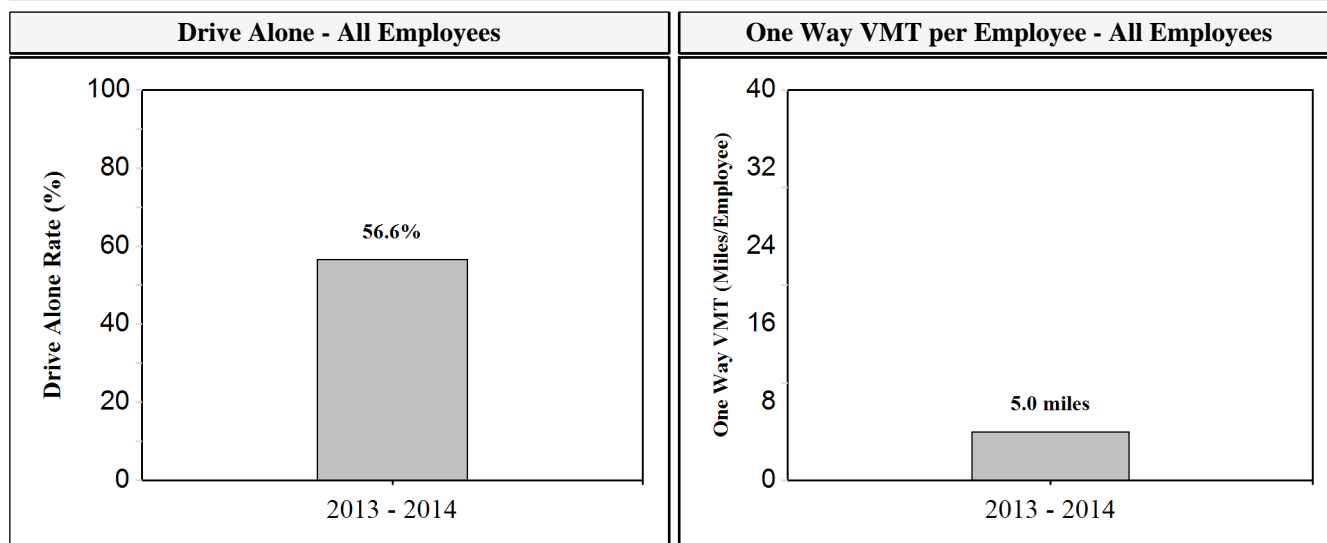 Drive Alone - All Employees
One Way VMT per Employee - All Employees
Drive Alone Rate (%)
100
80
60
40
20
0
56.6%
2013 - 2014
One Way VMT (Miles/Employee)
40
32
24
16
8
0
5.0 miles
2013 - 2014